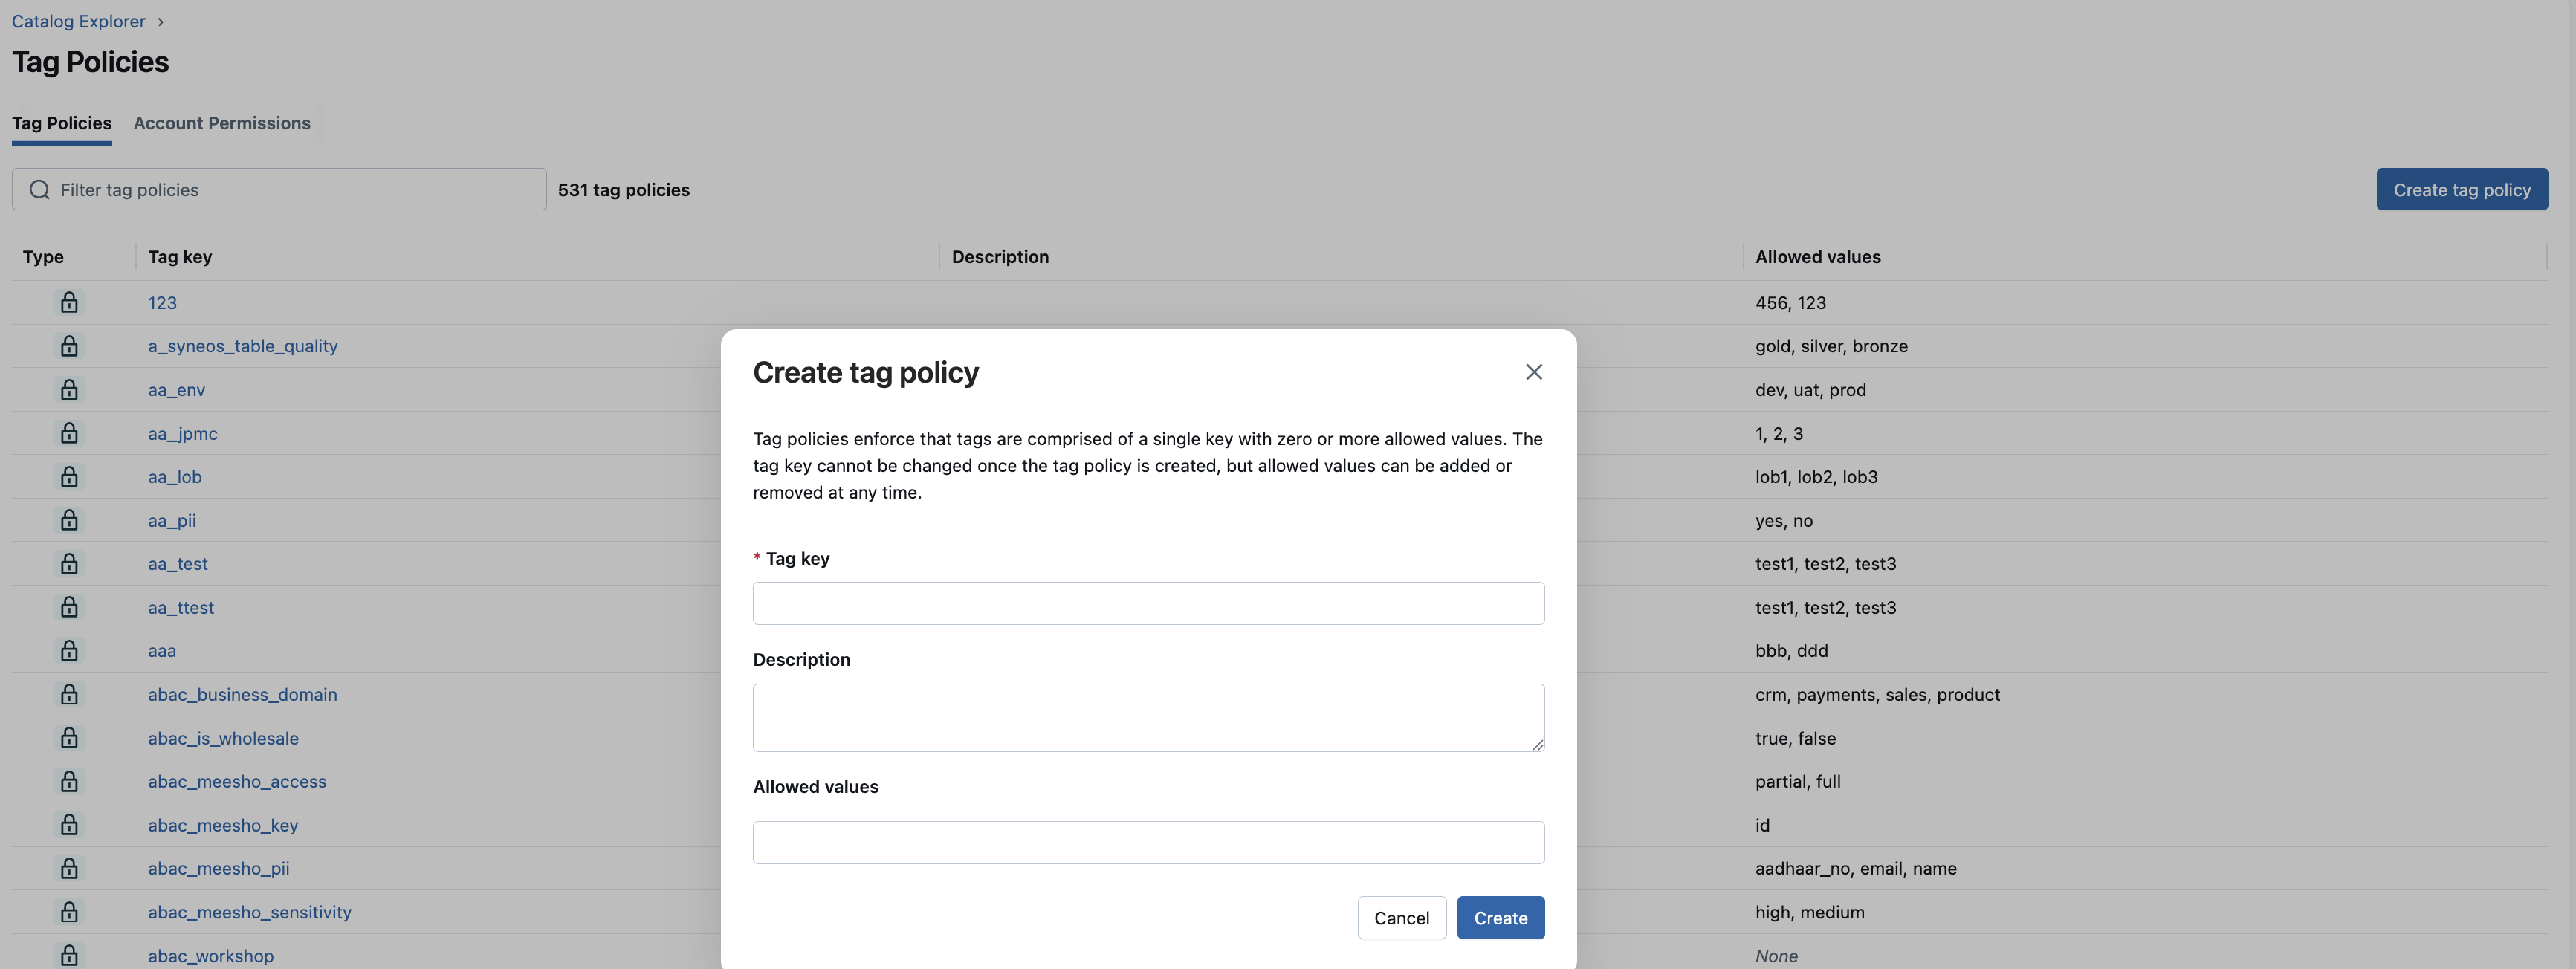 Catalog Explorer >
Tag Policies
Tag Policies Account Permissions
Filter tag policies 531 tag policies Create tag policy
Type Tag key Description Allowed values
123 456, 123
a_syneos_table_quality gold, silver, bronze
aa_env dev, uat, prod
aa_jpmc 1, 2, 3
aa_lob lob1, lob2, lob3
aa_pii yes, no
aa_test test1, test2, test3
aa_ttest test1, test2, test3
aaa bbb, ddd
abac_business_domain crm, payments, sales, product
abac_is_wholesale true, false
abac_meesho_access partial, full
abac_meesho_key id
abac_meesho_pii aadhaar_no, email, name
abac_meesho_sensitivity high, medium
abac_workshop None
Create tag policy
Tag policies enforce that tags are comprised of a single key with zero or more allowed values. The
tag key cannot be changed once the tag policy is created, but allowed values can be added or
removed at any time.
* Tag key
Description
Allowed values
Cancel Create